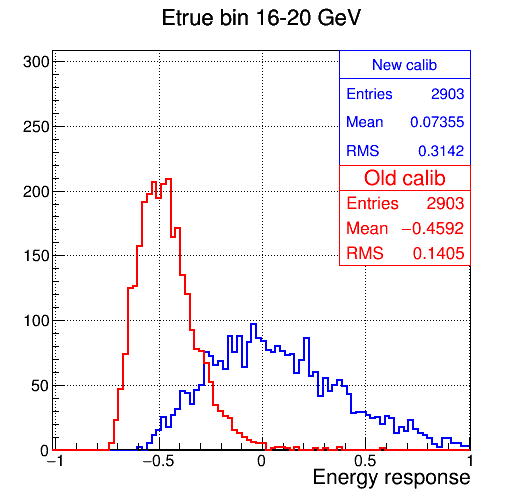 Etrue bin 16-20 GeV
New calib
Entries 2903
Mean 0.07355
RMS 0.3142
Old calib
Entries 2903
Mean −0.4592
RMS 0.1405
300
250
200
150
100
50
0
−1 −0.5 0 0.5 1
Energy response